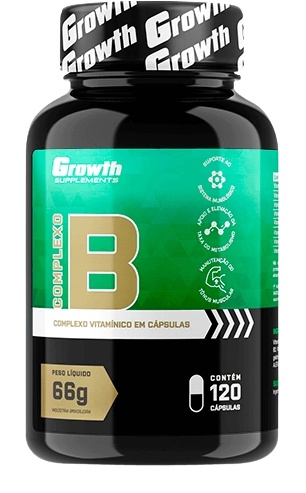 Growth
Growth
Growth
Growth
Growth
SUPPLEMENTS
COMPLEXO
B
SUPORTE AO
SISTEMA IMUNOLÓGICO
APOIO E ELEVAÇÃO DA
TAXA DO METABOLISMO
MANUTENÇÃO DO
TÔNUS MUSCULAR
COMPLEXO VITAMÍNICO EM CÁPSULAS
PESO LÍQUIDO
66g
INDÚSTRIA BRASILEIRA
CONTÉM
120
CÁPSULAS